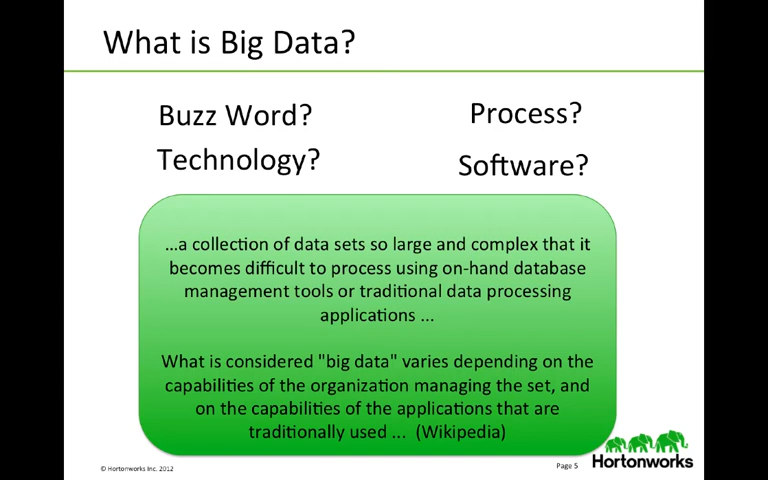 What is Big Data?
Buzz Word?
Process?
Technology?
Software?
...a collection of data sets so large and complex that it
becomes difficult to process using on-hand database
management tools or traditional data processing
applications ...
What is considered "big data" varies depending on the
capabilities of the organization managing the set, and
on the capabilities of the applications that are
traditionally used ... (Wikipedia)
© Hortonworks Inc. 2012
Page 5
Hortonworks